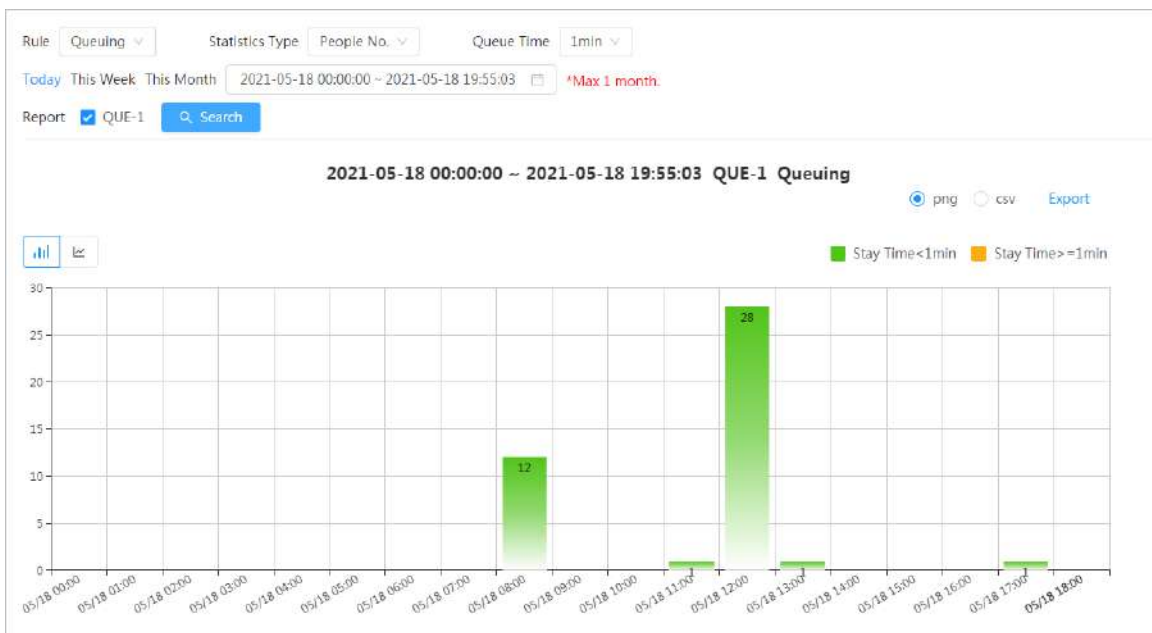 Rule Queuing Statistics Type People No. Queue Time 1min
Today This Week This Month 2021-05-18 00:00:00 ~ 2021-05-18 19:55:03 *Max 1 month.
Report QUE-1 Search
2021-05-18 00:00:00 ~ 2021-05-18 19:55:03 QUE-1 Queuing
png csv Export
Stay Time<1min Stay Time>=1min
30
28
25
20
15
12
10
5
1 1 1
0
05/18 00:00 05/18 01:00 05/18 02:00 05/18 03:00 05/18 04:00 05/18 05:00 05/18 06:00 05/18 07:00 05/18 08:00 05/18 09:00 05/18 10:00 05/18 11:00 05/18 12:00 05/18 13:00 05/18 14:00 05/18 15:00 05/18 16:00 05/18 17:00 05/18 18:00